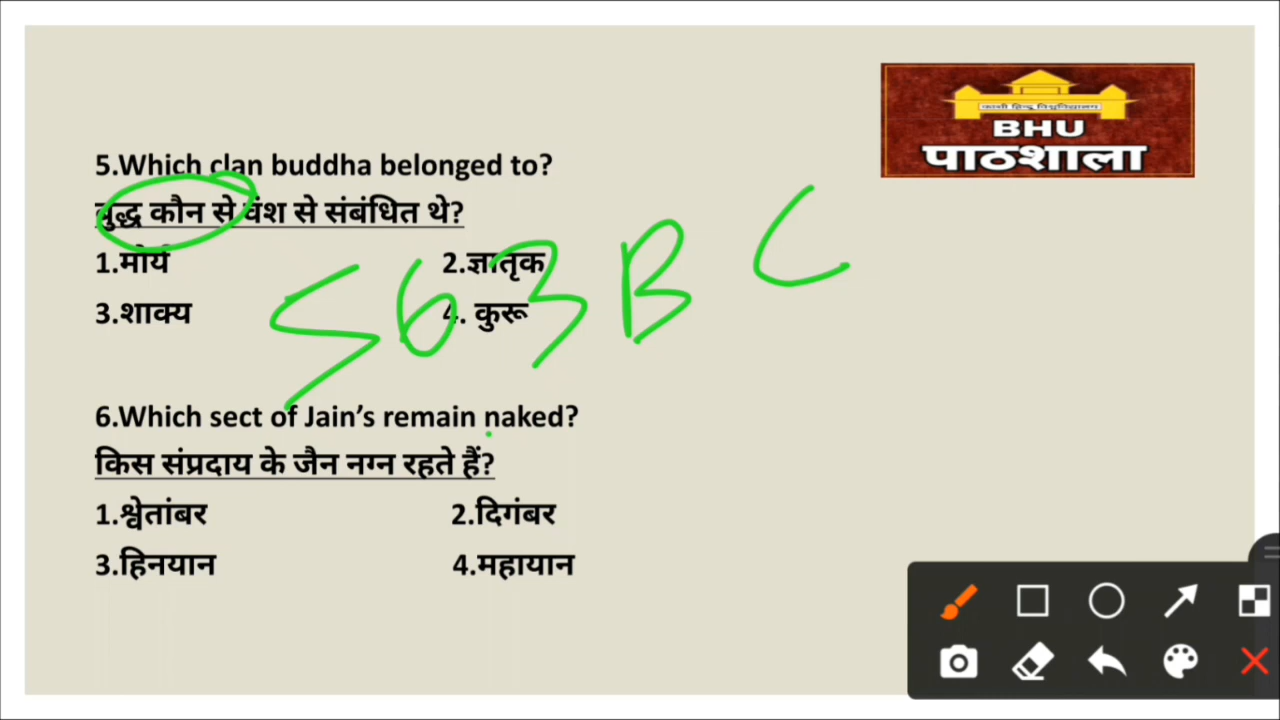 काशी हिन्दू विश्वविद्यालय
BHU
पाठशाला
5.Which clan buddha belonged to?
बुद्ध कौन से वंश से संबंधित थे?
1.मौर्य 2.ज्ञातृक
3.शाक्य 4. कुरू
563 B C
6.Which sect of Jain’s remain naked?
किस संप्रदाय के जैन नग्न रहते हैं?
1.श्वेतांबर 2.दिगंबर
3.हिनयान 4.महायान